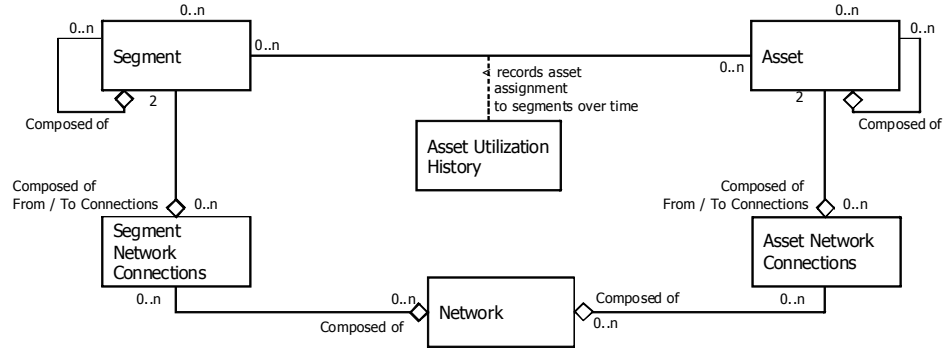 0..n
0..n
0..n
0..n
Segment
0..n
Asset
0..n
< records asset
assignment
to segments over time
2
2
Composed of
Composed of
Asset Utilization
History
Composed of
From / To Connections
0..n
Composed of
From / To Connections
0..n
Segment
Network
Connections
Asset Network
Connections
0..n
0..n
Network
Composed of
0..n
Composed of
0..n